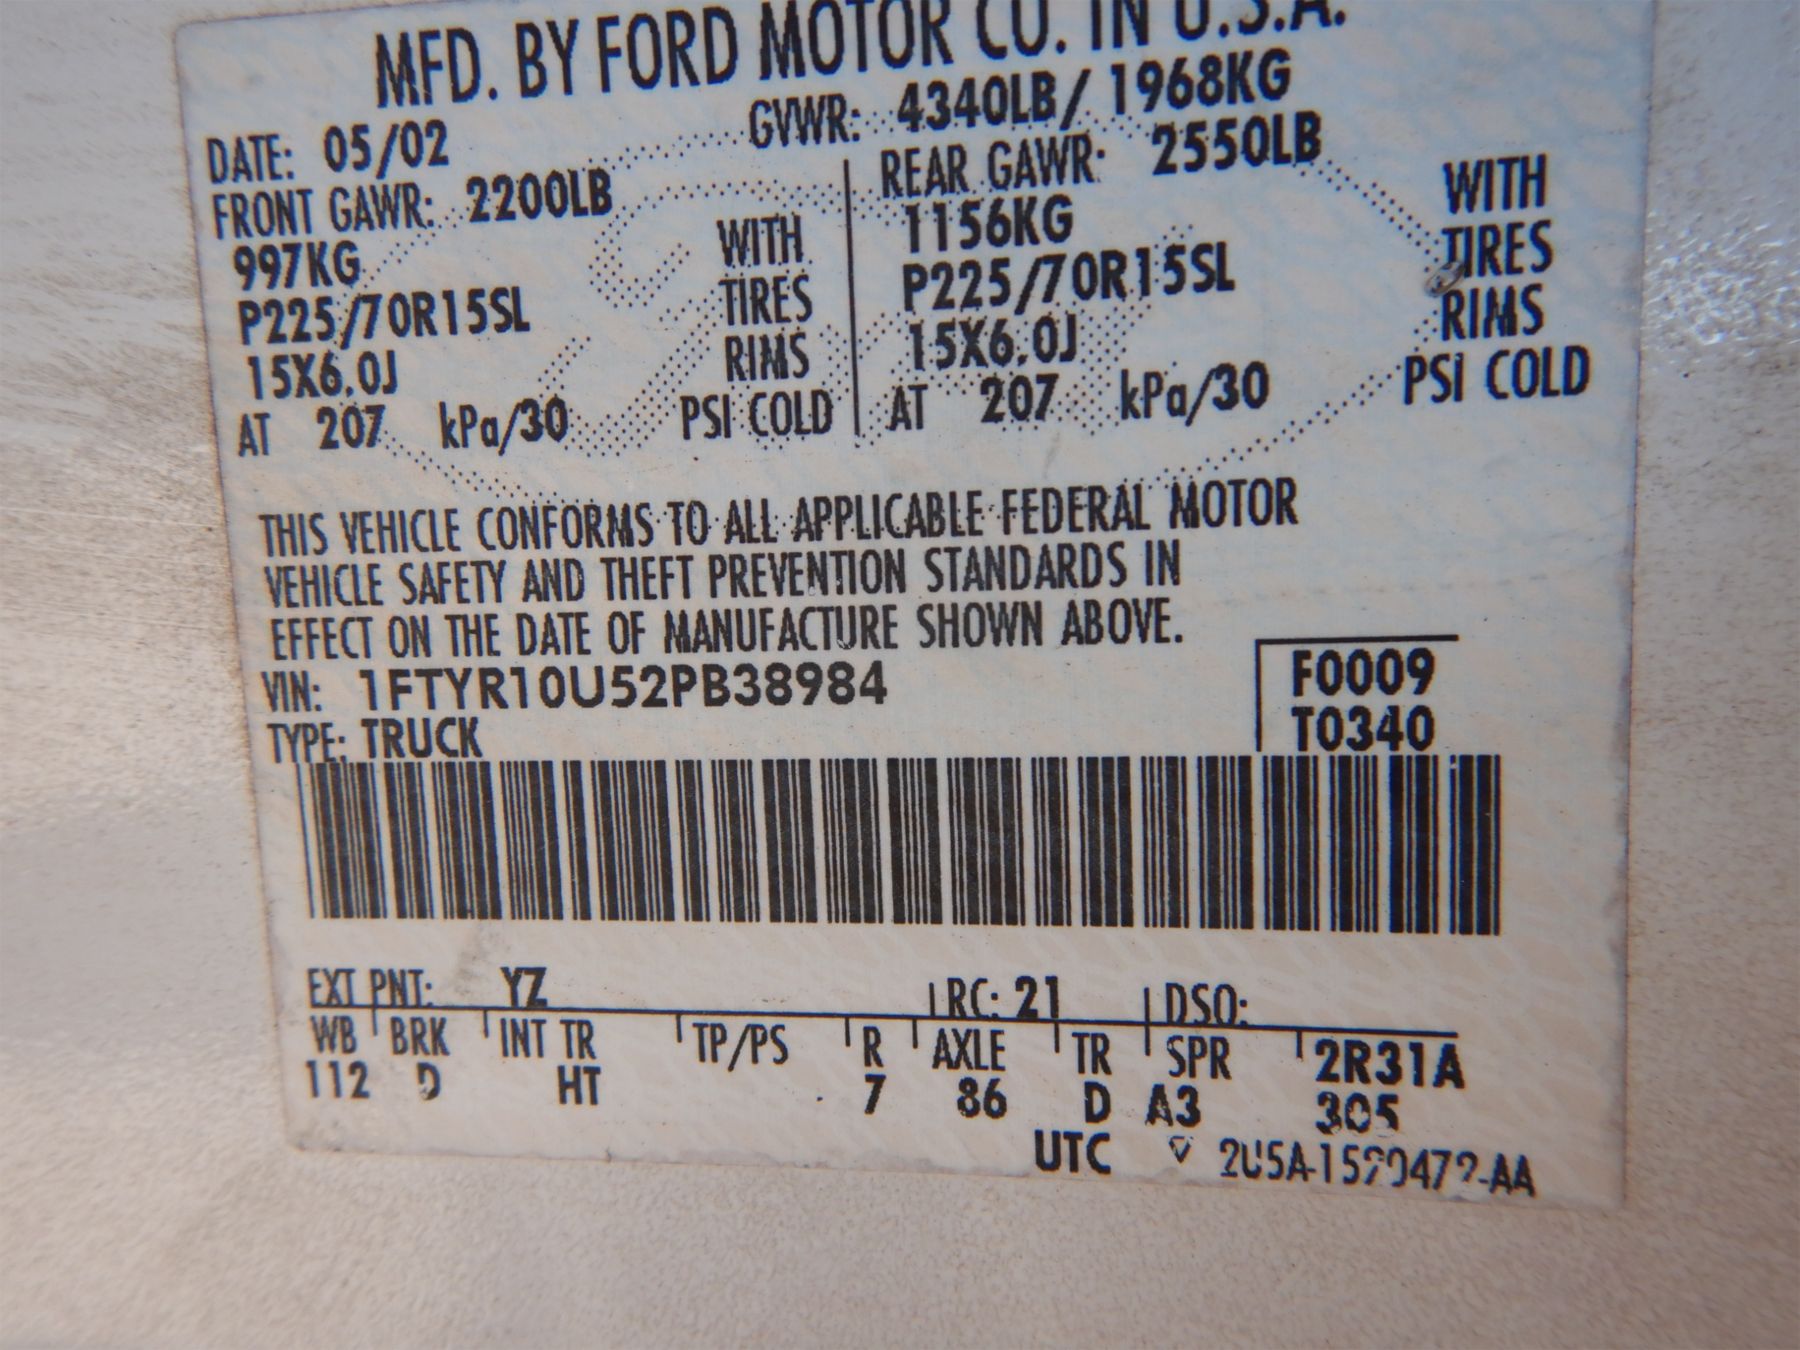 MFD. BY FORD MOTOR CO. IN U.S.A.
DATE: 05/02 GVWR: 4340LB/ 1968KG
FRONT GAWR: 2200LB REAR GAWR: 2550LB
997KG WITH 1156KG WITH
P225/70R15SL TIRES P225/70R15SL TIRES
15X6.0J RIMS 15X6.0J RIMS
AT 207 kPa/30 PSI COLD AT 207 kPa/30 PSI COLD
THIS VEHICLE CONFORMS TO ALL APPLICABLE FEDERAL MOTOR
VEHICLE SAFETY AND THEFT PREVENTION STANDARDS IN
EFFECT ON THE DATE OF MANUFACTURE SHOWN ABOVE.
VIN: 1FTYR10U52PB38984 F0009
TYPE: TRUCK T0340
EXT PNT: YZ RC: 21 DSO:
WB BRK INT TR TP/PS R AXLE TR SPR 2R31A
112 D HT 7 86 D A3 305
UTC